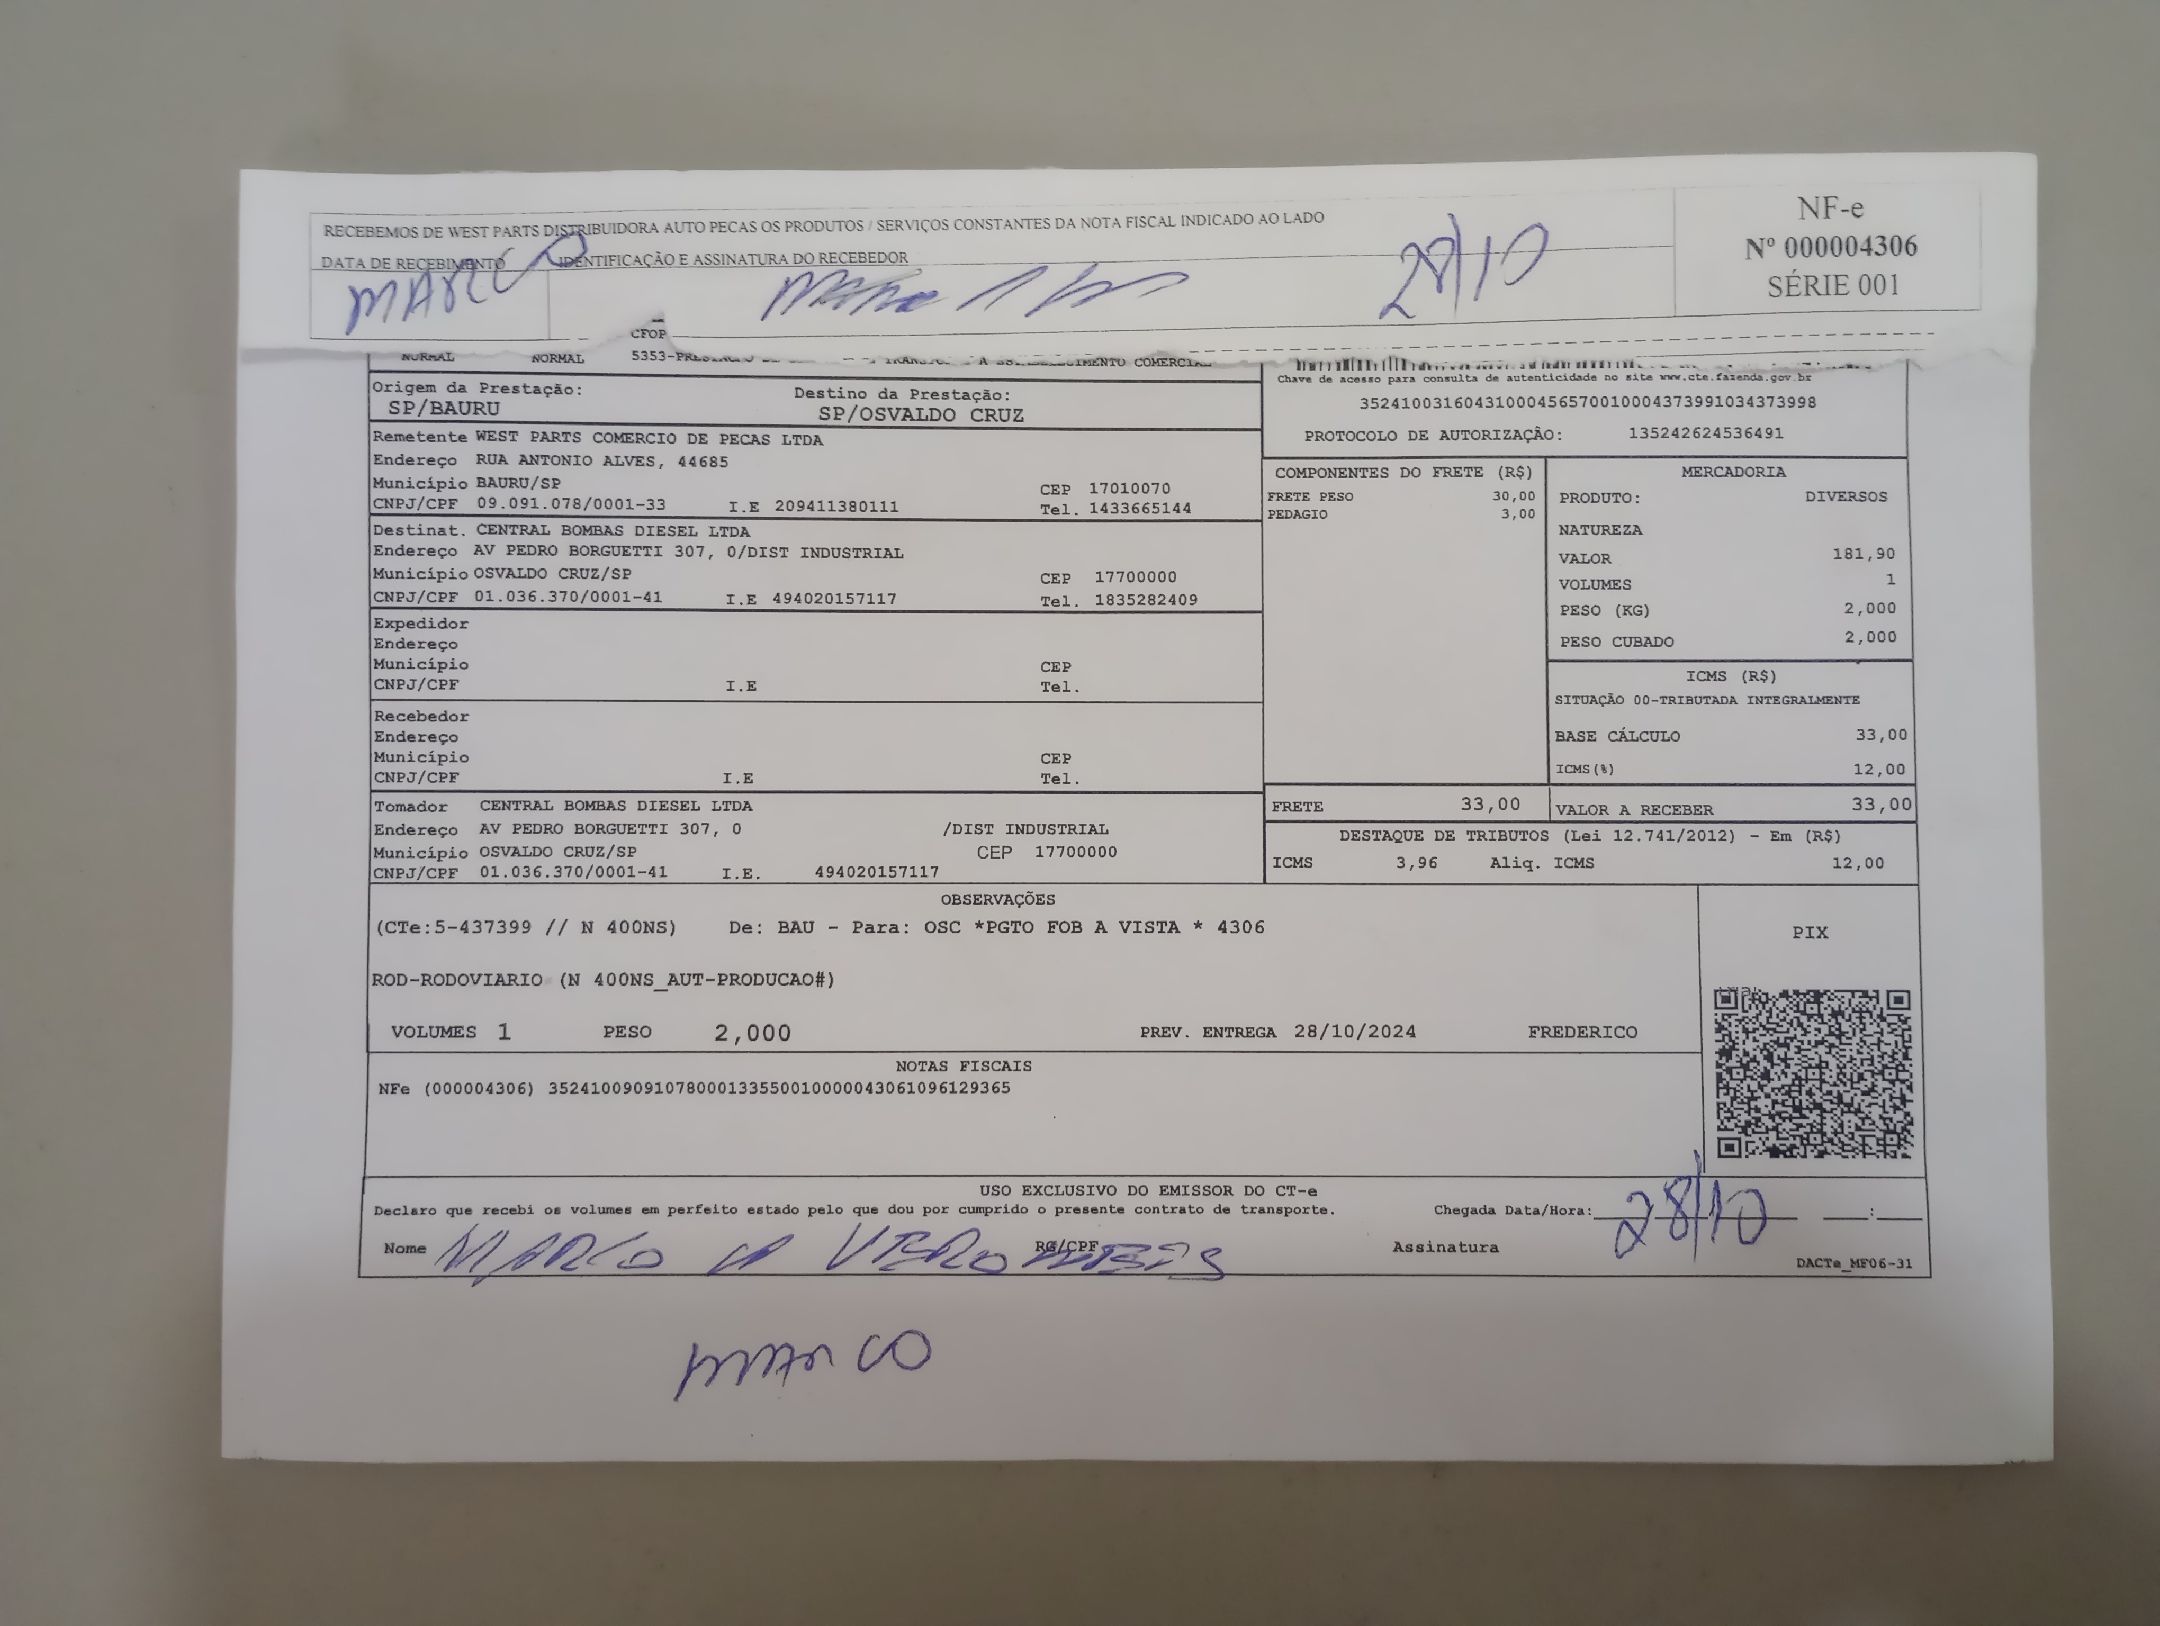 RECEBEMOS DE WEST PARTS DISTRIBUIDORA AUTO PECAS OS PRODUTOS / SERVIÇOS CONSTANTES DA NOTA FISCAL INDICADO AO LADO
DATA DE RECEBIMENTO IDENTIFICAÇÃO E ASSINATURA DO RECEBEDOR
MARCO 28/10
NF-e
Nº 000004306
SÉRIE 001
CFOP
NORMAL NORMAL 5353-
Origem da Prestação: Destino da Prestação:
SP/BAURU SP/OSVALDO CRUZ
Chave de acesso para consulta de autenticidade no site www.cte.fazenda.gov.br
35241003160431000456570010004373991034373998
PROTOCOLO DE AUTORIZAÇÃO: 135242624536491
Remetente WEST PARTS COMERCIO DE PECAS LTDA
Endereço RUA ANTONIO ALVES, 44685
Município BAURU/SP CEP 17010070
CNPJ/CPF 09.091.078/0001-33 I.E 209411380111 Tel. 1433665144
Destinat. CENTRAL BOMBAS DIESEL LTDA
Endereço AV PEDRO BORGUETTI 307, 0/DIST INDUSTRIAL
Município OSVALDO CRUZ/SP CEP 17700000
CNPJ/CPF 01.036.370/0001-41 I.E 494020157117 Tel. 1835282409
Expedidor
Endereço
Município CEP
CNPJ/CPF I.E Tel.
Recebedor
Endereço
Município CEP
CNPJ/CPF I.E Tel.
Tomador CENTRAL BOMBAS DIESEL LTDA
Endereço AV PEDRO BORGUETTI 307, 0 /DIST INDUSTRIAL
Município OSVALDO CRUZ/SP CEP 17700000
CNPJ/CPF 01.036.370/0001-41 I.E. 494020157117
COMPONENTES DO FRETE (R$)
FRETE PESO 30,00
PEDAGIO 3,00
MERCADORIA
PRODUTO: DIVERSOS
NATUREZA
VALOR 181,90
VOLUMES 1
PESO (KG) 2,000
PESO CUBADO 2,000
ICMS (R$)
SITUAÇÃO 00-TRIBUTADA INTEGRALMENTE
BASE CÁLCULO 33,00
ICMS(%) 12,00
FRETE 33,00 VALOR A RECEBER 33,00
DESTAQUE DE TRIBUTOS (Lei 12.741/2012) - Em (R$)
ICMS 3,96 Aliq. ICMS 12,00
OBSERVAÇÕES
(CTe:5-437399 // N 400NS) De: BAU - Para: OSC *PGTO FOB A VISTA * 4306
ROD-RODOVIARIO (N 400NS_AUT-PRODUCAO#)
VOLUMES 1 PESO 2,000 PREV. ENTREGA 28/10/2024 FREDERICO
PIX
NOTAS FISCAIS
NFe (000004306) 35241009091078000133550010000043061096129365
USO EXCLUSIVO DO EMISSOR DO CT-e
Declaro que recebi os volumes em perfeito estado pelo que dou por cumprido o presente contrato de transporte. Chegada Data/Hora: 28/10 :
Nome MARCO RG/CPF Assinatura
DACTe_MF06-31
MARCO